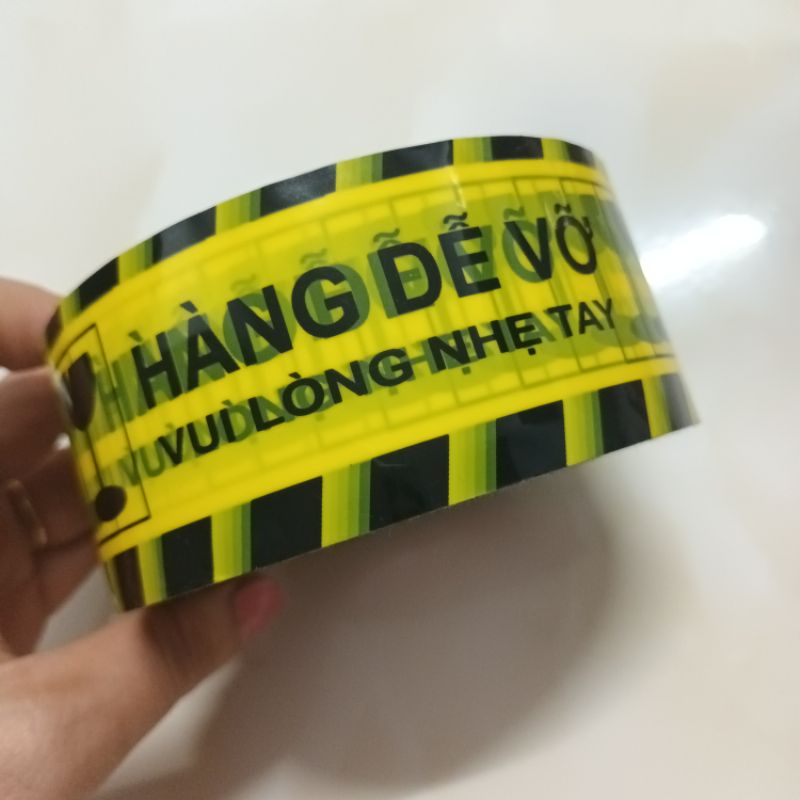 HÀNG DỄ VỠ
VUI LÒNG NHẸ TAY